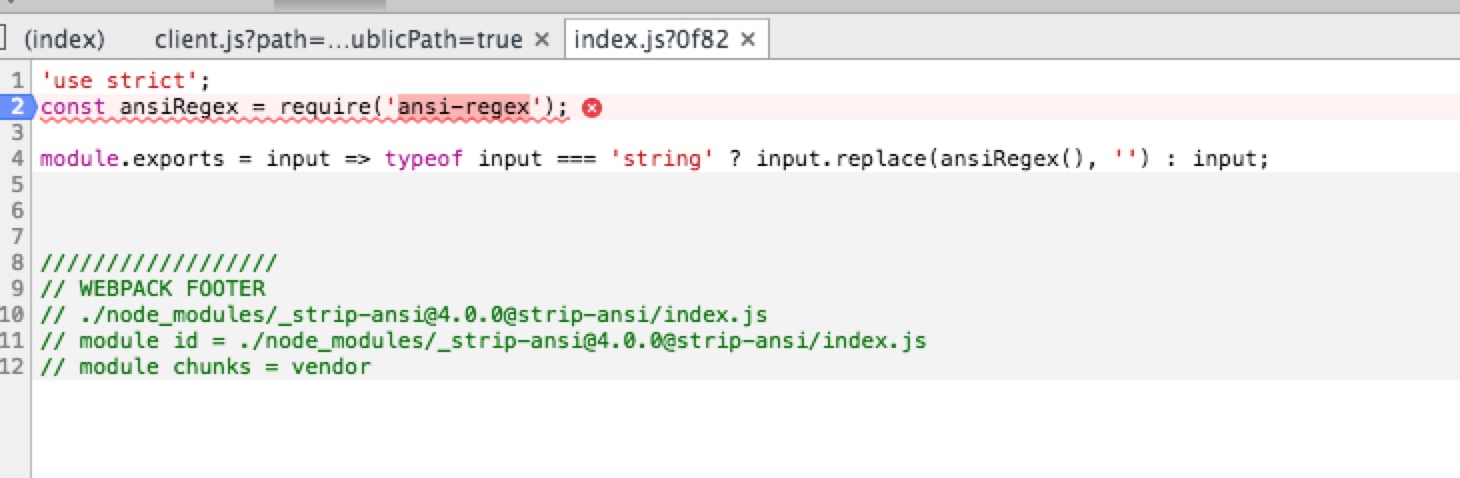 (index) client.js?path=...ublicPath=true × index.js?0f82 ×
1 'use strict';
2 const ansiRegex = require('ansi-regex');
3
4 module.exports = input => typeof input === 'string' ? input.replace(ansiRegex(), '') : input;
5
6
7
8 //////////////////
9 // WEBPACK FOOTER
10 // ./node_modules/_strip-ansi@4.0.0@strip-ansi/index.js
11 // module id = ./node_modules/_strip-ansi@4.0.0@strip-ansi/index.js
12 // module chunks = vendor